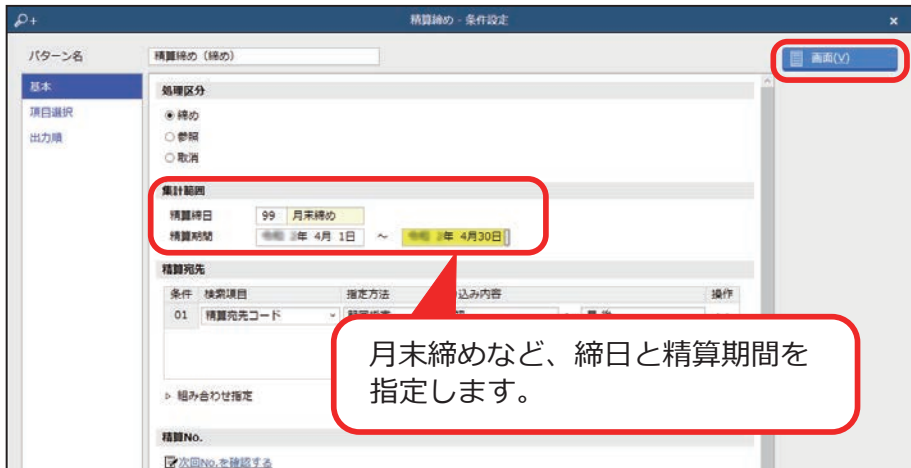 精算締め - 条件設定
×
パターン名
精算締め（締め）
画面(V)
基本
項目選択
出力順
処理区分
締め
参照
取消
集計範囲
精算締日 99 月末締め
精算期間 年 4月 1日 ～ 年 4月30日
精算宛先
条件 検索項目 指定方法 込み内容 操作
01 精算宛先コード
月末締めなど、締日と精算期間を
指定します。
▷ 組み合わせ指定
精算No.
次回No.を確認する